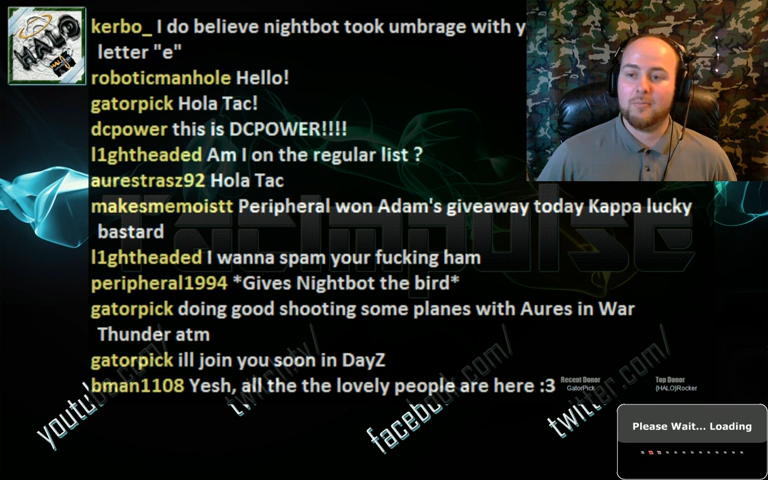 HALO
kerbo_ I do believe nightbot took umbrage with y
letter "e"
roboticmanhole Hello!
gatorpick Hola Tac!
dcpower this is DCPOWER!!!!
l1ghtheaded Am I on the regular list ?
aurestrasz92 Hola Tac
makesmemoistt Peripheral won Adam's giveaway today Kappa lucky
bastard
TacImpulse
l1ghtheaded I wanna spam your fucking ham
peripheral1994 *Gives Nightbot the bird*
gatorpick doing good shooting some planes with Aures in War
Thunder atm
gatorpick ill join you soon in DayZ
bman1108 Yesh, all the the lovely people are here :3
Recent Donor
GatorPick
Top Donor
(HALO)Rocker
youtube.com/
twitch.tv/
facebook.com/
twitter.com/
Please Wait... Loading